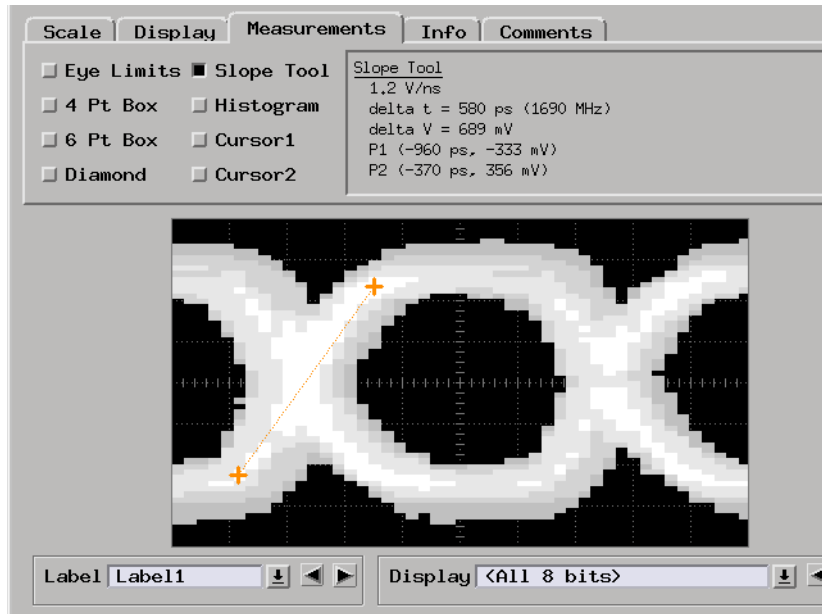 Scale Display Measurements Info Comments
Eye Limits Slope Tool
4 Pt Box Histogram
6 Pt Box Cursor1
Diamond Cursor2
Slope Tool
1.2 V/ns
delta t = 580 ps (1690 MHz)
delta V = 689 mV
P1 (-960 ps, -333 mV)
P2 (-370 ps, 356 mV)
Label Label1
Display <All 8 bits>